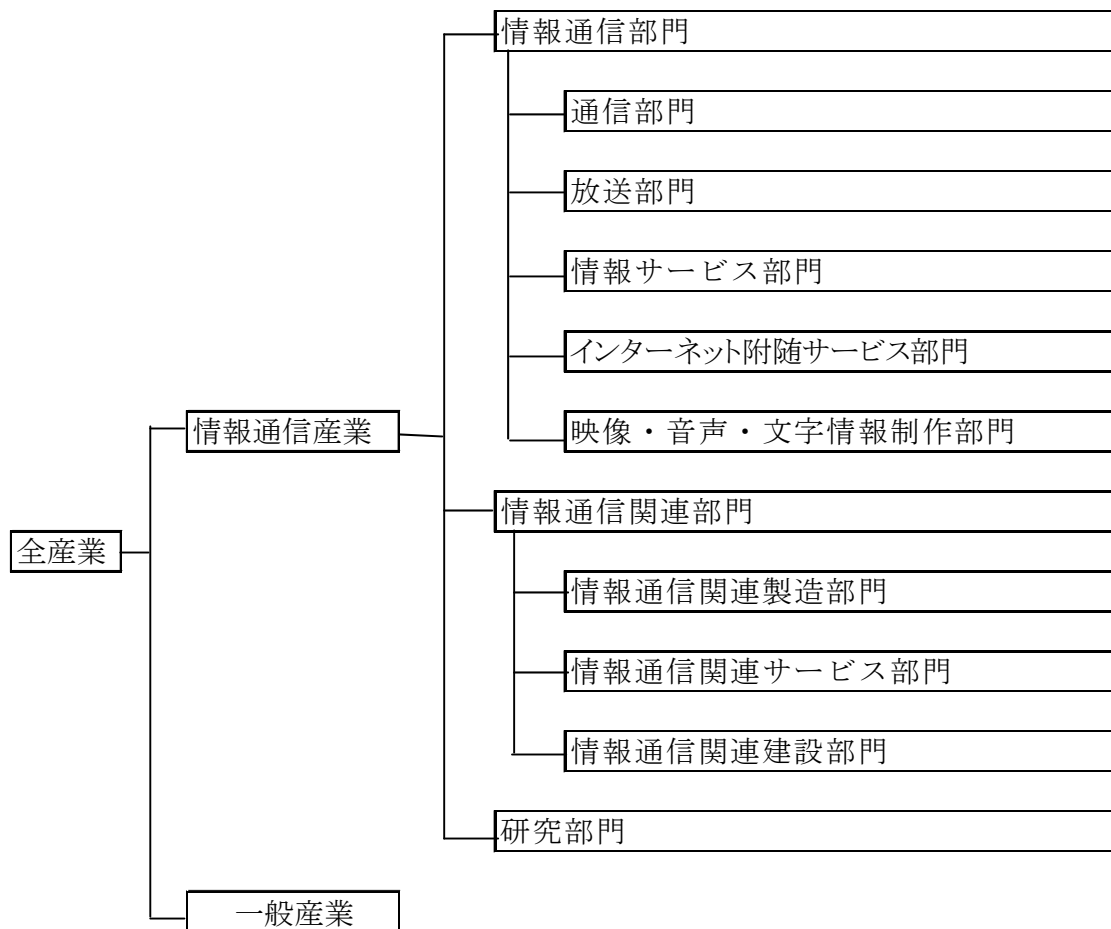 情報通信部門
通信部門
放送部門
情報サービス部門
インターネット附随サービス部門
情報通信産業
映像・音声・文字情報制作部門
情報通信関連部門
全産業
情報通信関連製造部門
情報通信関連サービス部門
情報通信関連建設部門
研究部門
一般産業